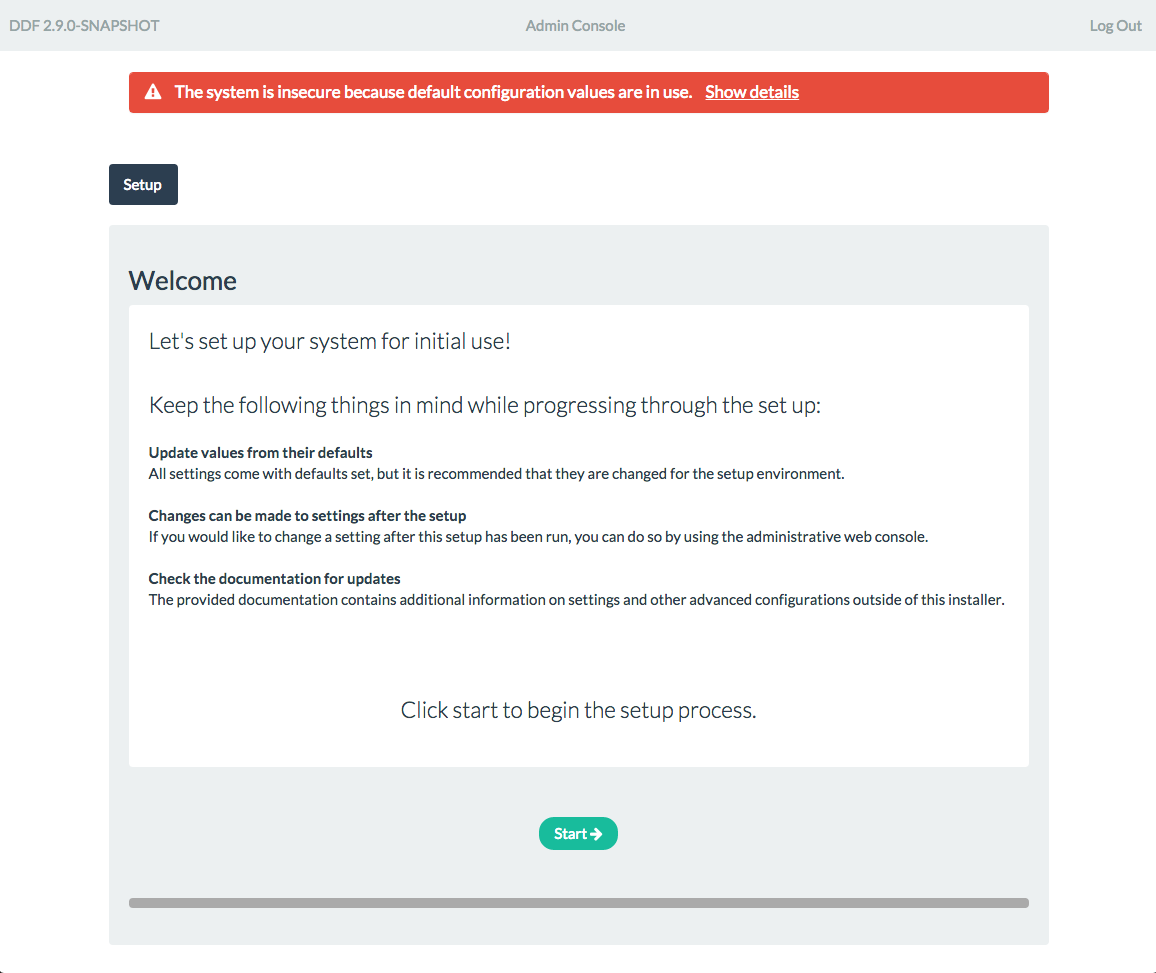 DDF 2.9.0-SNAPSHOT
Admin Console
Log Out
The system is insecure because default configuration values are in use. Show details
Setup
Welcome
Let's set up your system for initial use!
Keep the following things in mind while progressing through the set up:
Update values from their defaults
All settings come with defaults set, but it is recommended that they are changed for the setup environment.
Changes can be made to settings after the setup
If you would like to change a setting after this setup has been run, you can do so by using the administrative web console.
Check the documentation for updates
The provided documentation contains additional information on settings and other advanced configurations outside of this installer.
Click start to begin the setup process.
Start